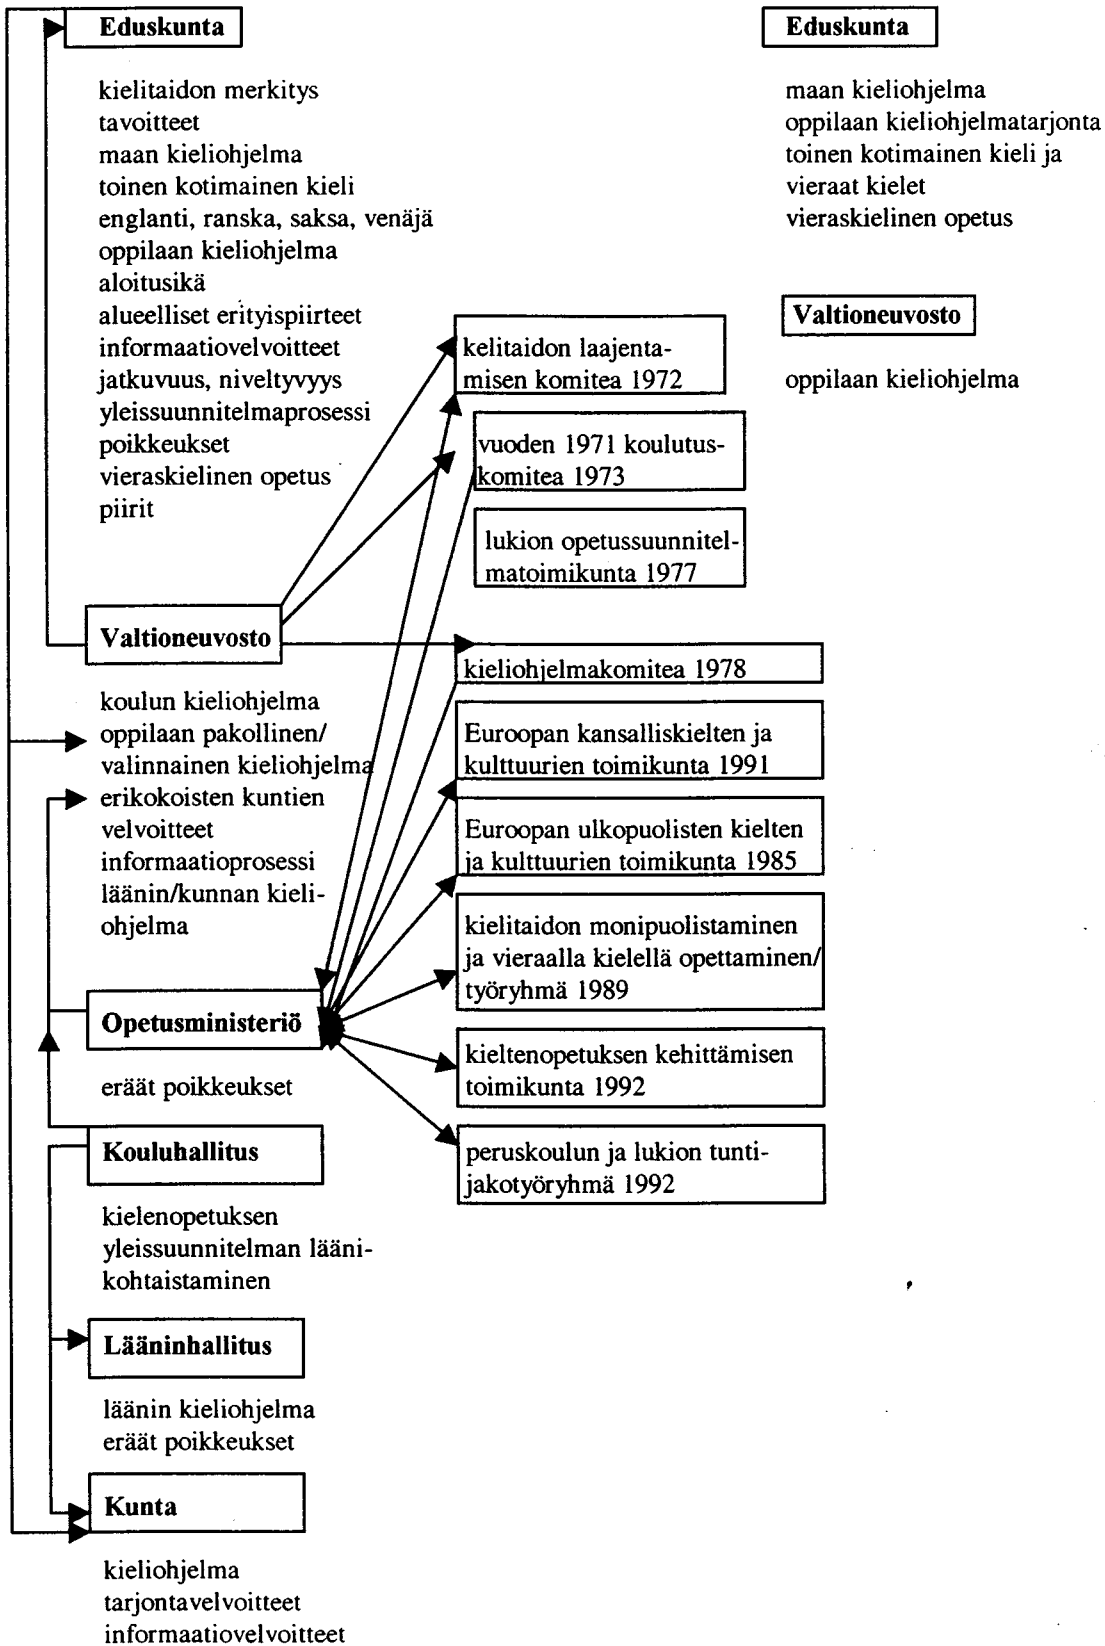 Eduskunta
kielitaidon merkitys
tavoitteet
maan kieliohjelma
toinen kotimainen kieli
englanti, ranska, saksa, venäjä
oppilaan kieliohjelma
aloitusikä
alueelliset erityispiirteet
informaatiovelvoitteet
jatkuvuus, niveltyvyys
yleissuunnitelmaprosessi
poikkeukset
vieraskielinen opetus
piirit
Valtioneuvosto
koulun kieliohjelma
oppilaan pakollinen/
valinnainen kieliohjelma
erikokoisten kuntien
velvoitteet
informaatioprosessi
läänin/kunnan kieli-
ohjelma
Opetusministeriö
eräät poikkeukset
Kouluhallitus
kielenopetuksen
yleissuunnitelman lääni-
kohtaistaminen
Lääninhallitus
läänin kieliohjelma
eräät poikkeukset
Kunta
kieliohjelma
tarjontavelvoitteet
informaatiovelvoitteet
kelitaidon laajenta-
misen komitea 1972
vuoden 1971 koulutus-
komitea 1973
lukion opetussuunnitel-
matoimikunta 1977
kieliohjelmakomitea 1978
Euroopan kansalliskielten ja
kulttuurien toimikunta 1991
Euroopan ulkopuolisten kielten
ja kulttuurien toimikunta 1985
kielitaidon monipuolistaminen
ja vieraalla kielellä opettaminen/
työryhmä 1989
kieltenopetuksen kehittämisen
toimikunta 1992
peruskoulun ja lukion tunti-
jakotyöryhmä 1992
Eduskunta
maan kieliohjelma
oppilaan kieliohjelmatarjonta
toinen kotimainen kieli ja
vieraat kielet
vieraskielinen opetus
Valtioneuvosto
oppilaan kieliohjelma